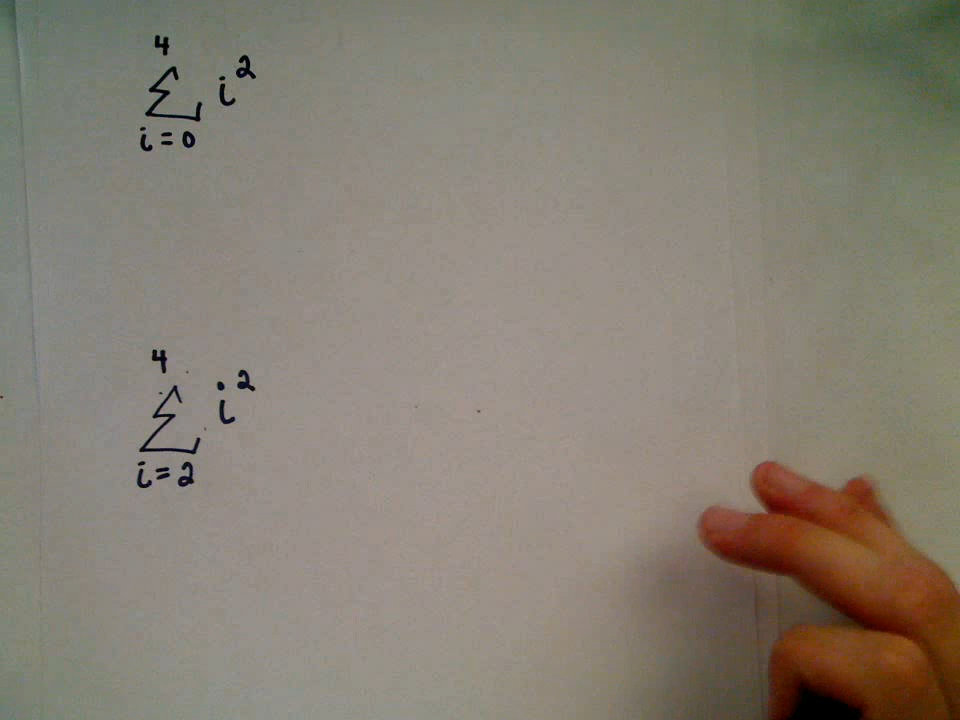 4
∑ i²
i = 0
4
∑ i²
i = 2